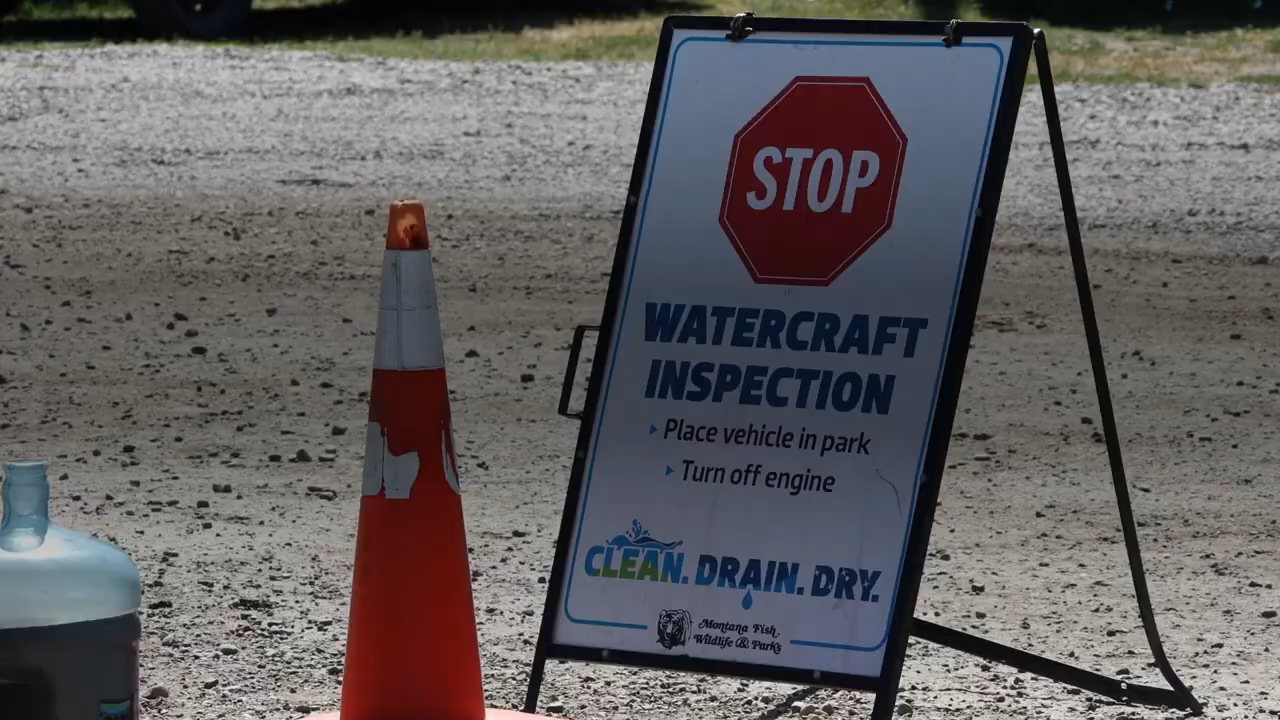 STOP
WATERCRAFT
INSPECTION
Place vehicle in park
Turn off engine
CLEAN. DRAIN. DRY.
Montana Fish,
Wildlife & Parks